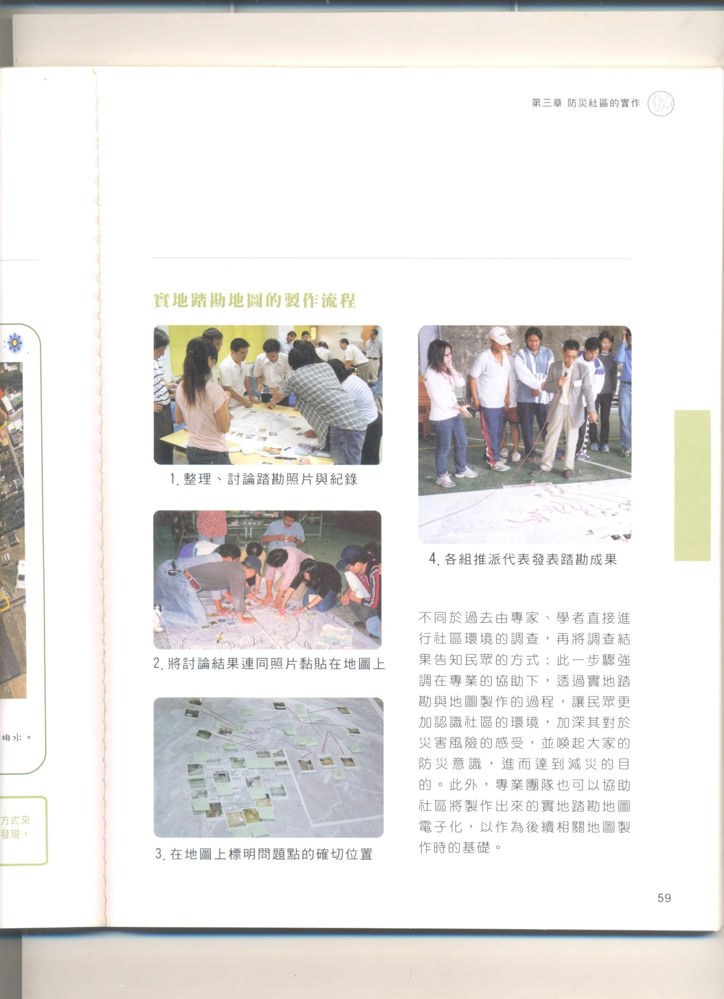 第三章 防災社區的實作
實地踏勘地圖的製作流程
1. 整理、討論踏勘照片與紀錄
2. 將討論結果連同照片黏貼在地圖上
3. 在地圖上標明問題點的確切位置
4. 各組推派代表發表踏勘成果
不同於過去由專家、學者直接進
行社區環境的調查，再將調查結
果告知民眾的方式；此一步驟強
調在專業的協助下，透過實地踏
勘與地圖製作的過程，讓民眾更
加認識社區的環境，加深其對於
災害風險的感受，並喚起大家的
防災意識，進而達到減災的目
的。此外，專業團隊也可以協助
社區將製作出來的實地踏勘地圖
電子化，以作為後續相關地圖製
作時的基礎。
59
排水。
方式來
發現，